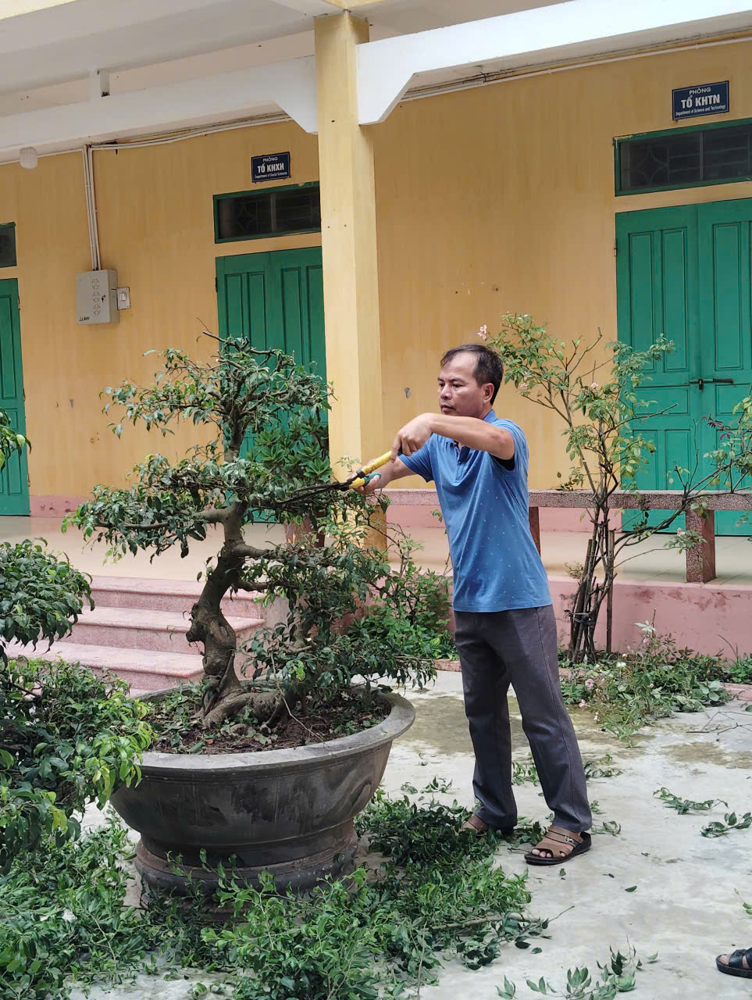 PHÒNG
TỔ KHXH
Department of Social Sciences
PHÒNG
TỔ KHTN
Department of Science and Technology